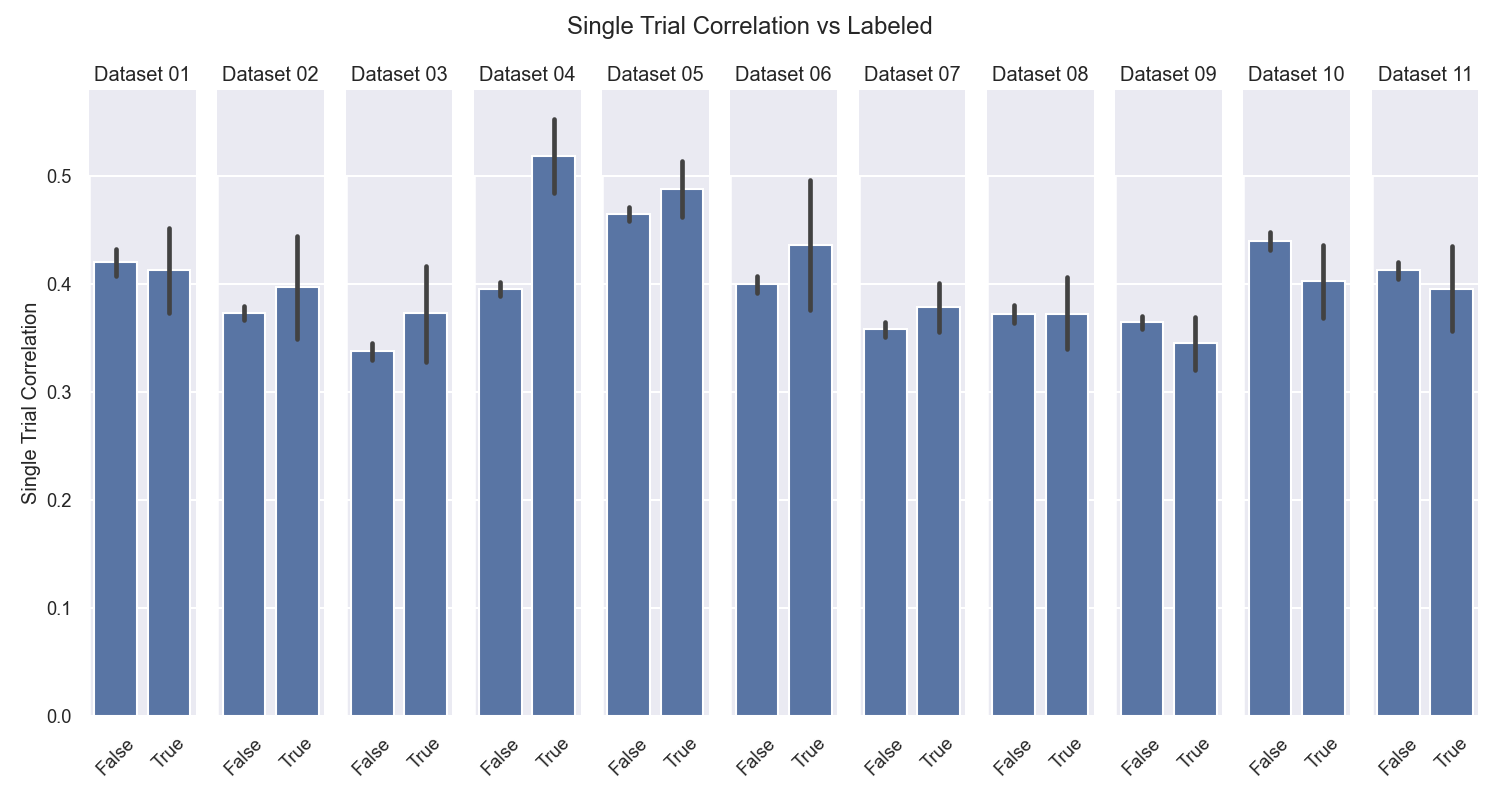 Single Trial Correlation vs Labeled
Dataset 01 Dataset 02 Dataset 03 Dataset 04 Dataset 05 Dataset 06 Dataset 07 Dataset 08 Dataset 09 Dataset 10 Dataset 11
Single Trial Correlation
0.5
0.4
0.3
0.2
0.1
0.0
False True False True False True False True False True False True False True False True False True False True False True